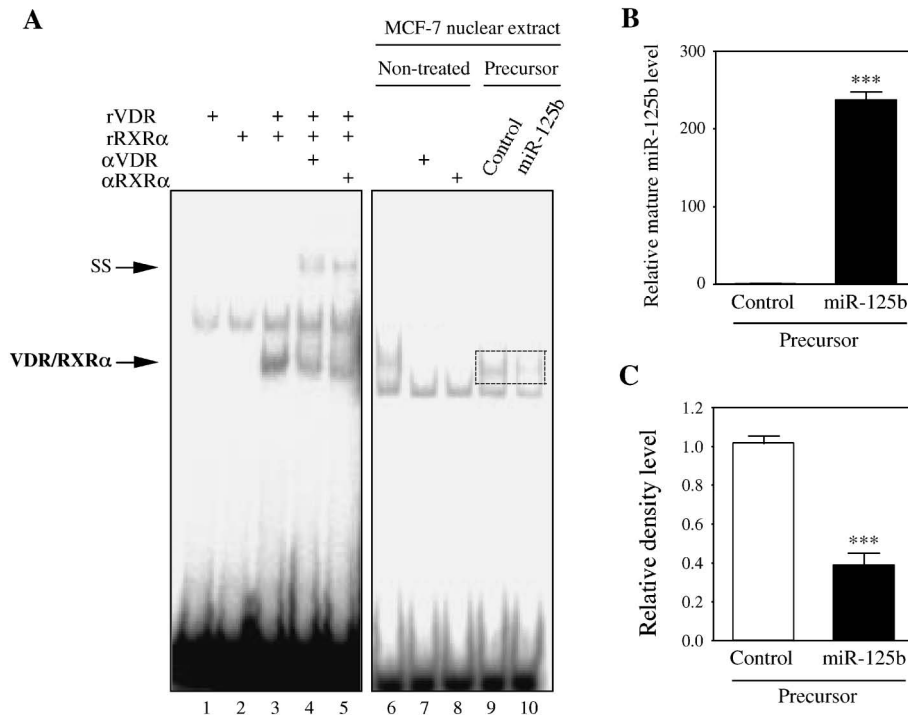 A
MCF-7 nuclear extract
Non-treated Precursor
rVDR + + + +
rRXRα + + + +
αVDR + +
αRXRα + +
Control
miR-125b
SS
VDR/RXRα
1 2 3 4 5 6 7 8 9 10
B
Relative mature miR-125b level
300
200
100
0
***
Control miR-125b
Precursor
C
Relative density level
1.2
1.0
0.8
0.6
0.4
0.2
0.0
***
Control miR-125b
Precursor